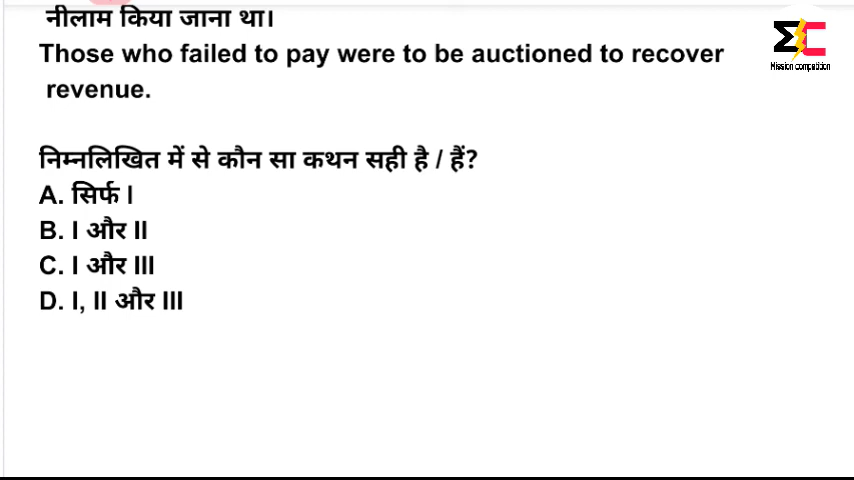 नीलाम किया जाना था।
Those who failed to pay were to be auctioned to recover
revenue.
निम्नलिखित में से कौन सा कथन सही है / हैं?
A. सिर्फ I
B. I और II
C. I और III
D. I, II और III
Mission competition